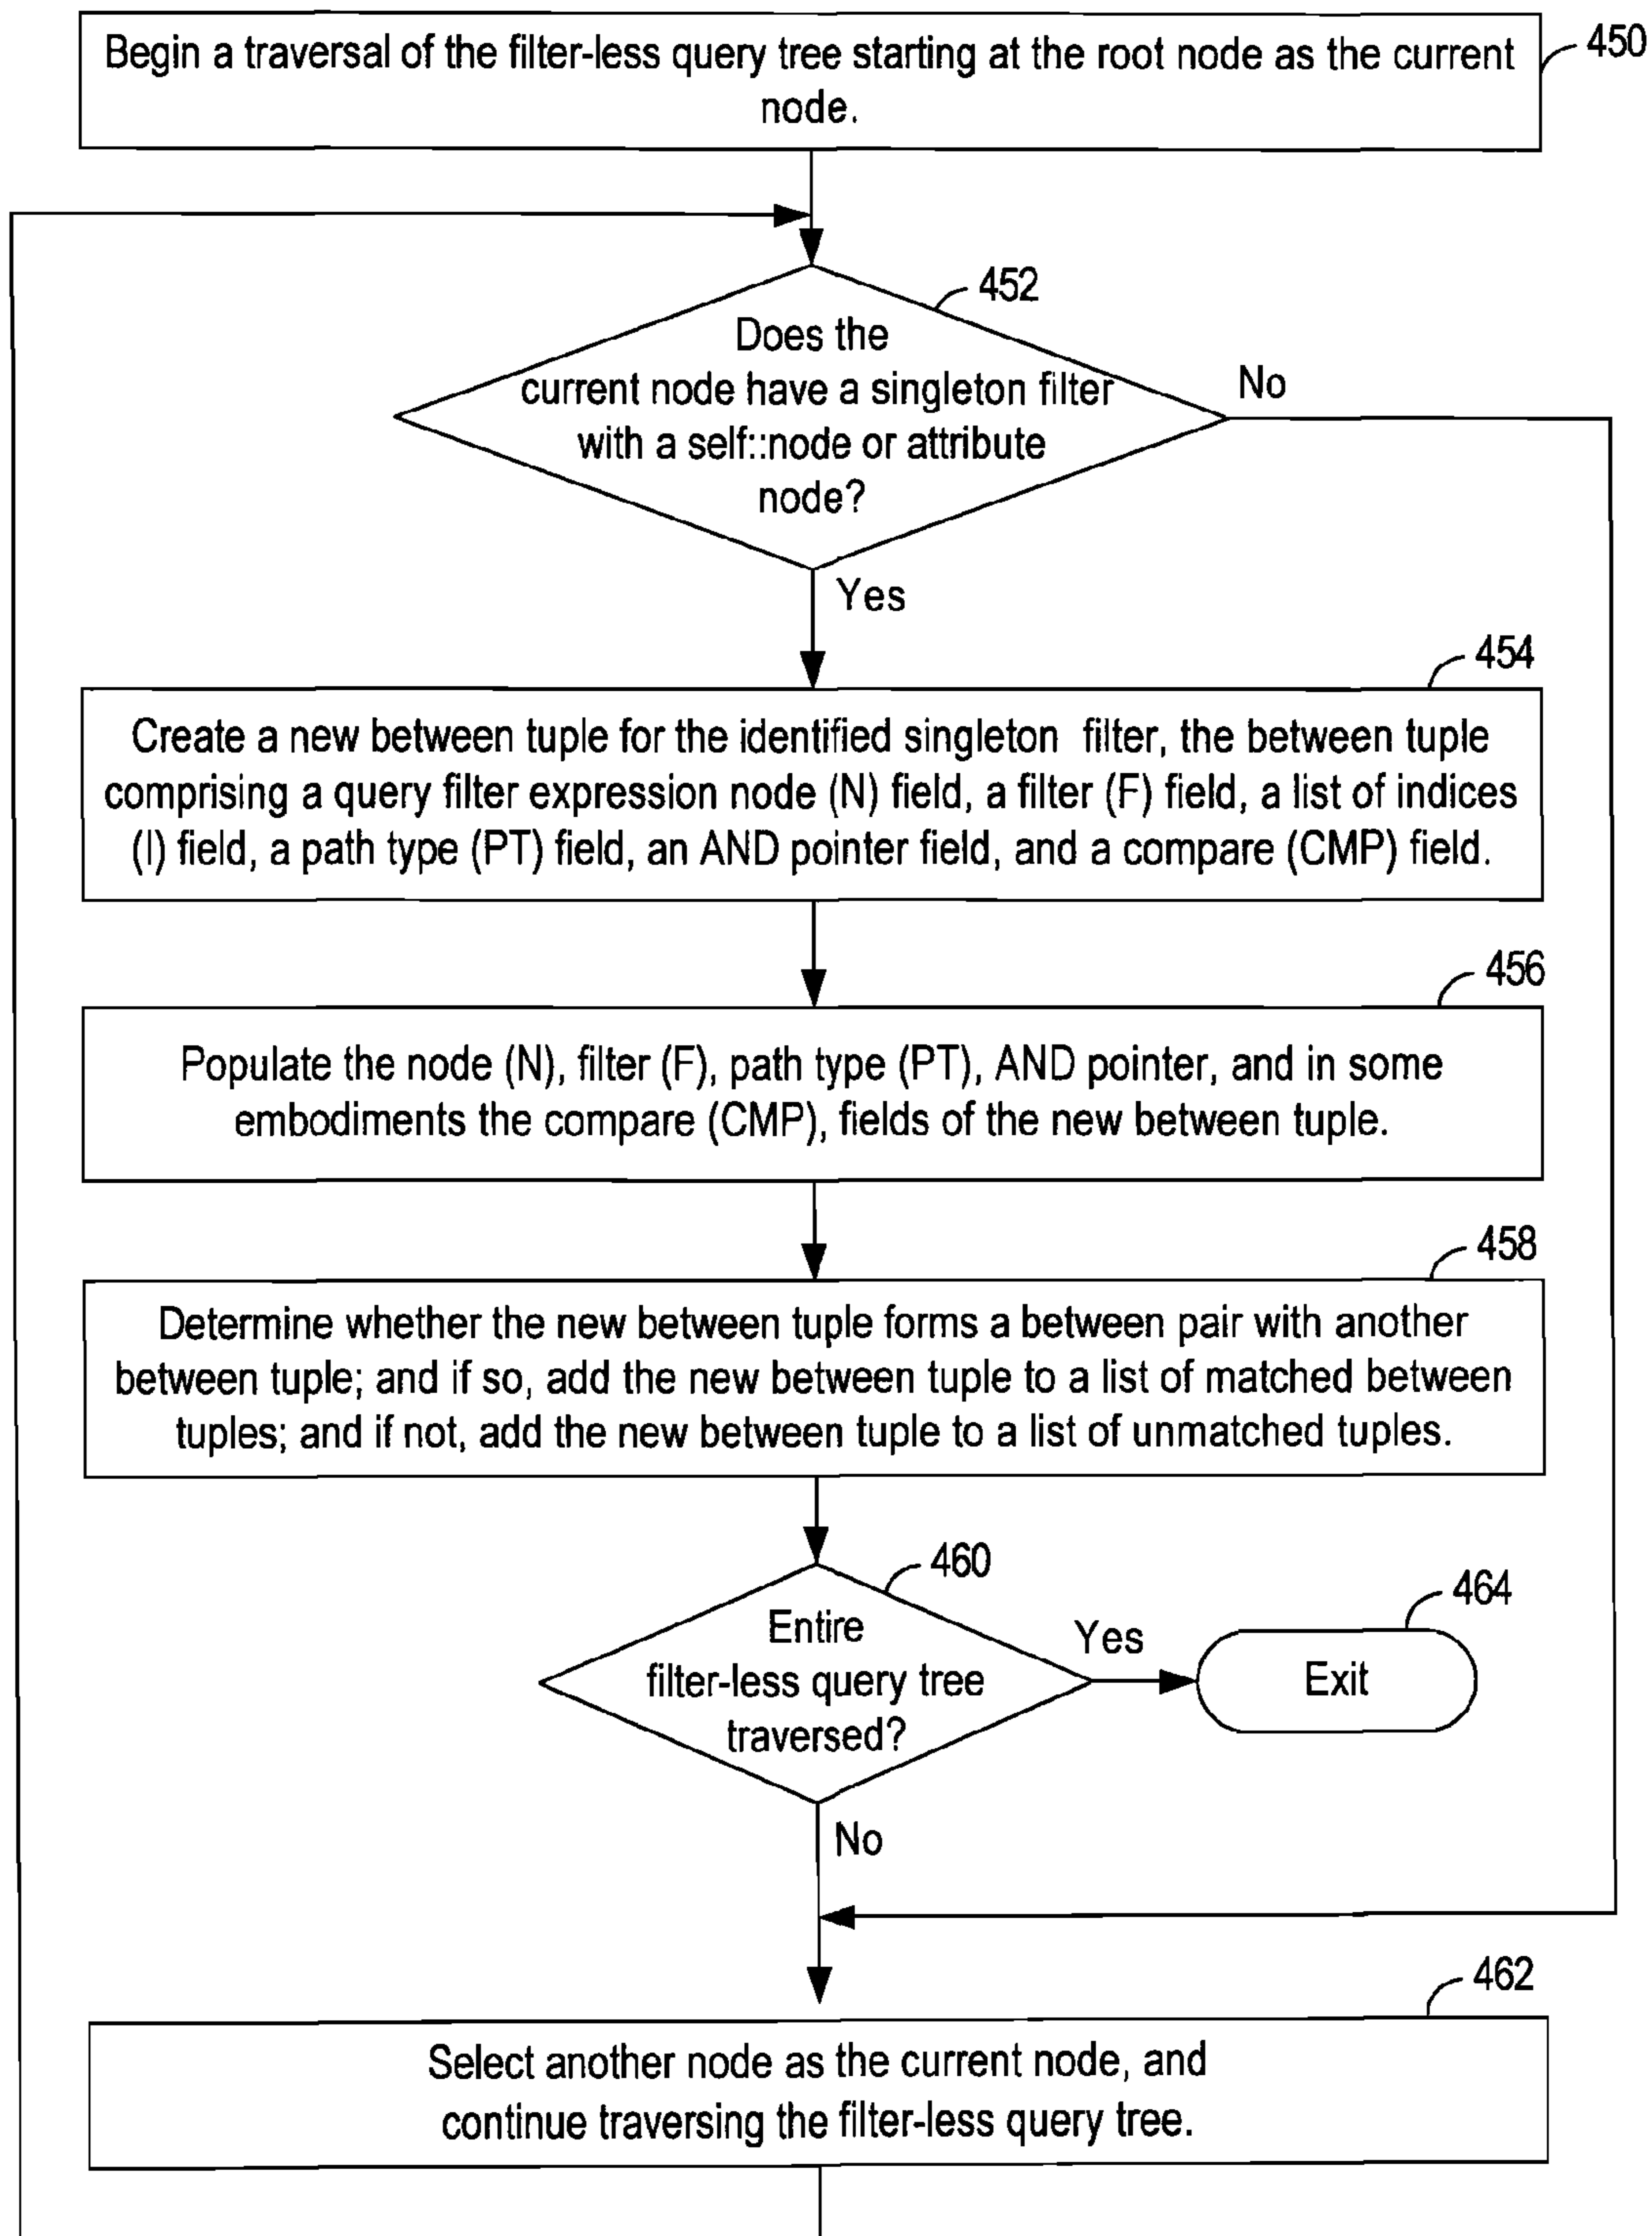 Begin a traversal of the filter-less query tree starting at the root node as the current
node.
450
452
Does the
current node have a singleton filter
with a self::node or attribute
node?
No
Yes
454
Create a new between tuple for the identified singleton filter, the between tuple
comprising a query filter expression node (N) field, a filter (F) field, a list of indices
(I) field, a path type (PT) field, an AND pointer field, and a compare (CMP) field.
456
Populate the node (N), filter (F), path type (PT), AND pointer, and in some
embodiments the compare (CMP), fields of the new between tuple.
458
Determine whether the new between tuple forms a between pair with another
between tuple; and if so, add the new between tuple to a list of matched between
tuples; and if not, add the new between tuple to a list of unmatched tuples.
460
Entire
filter-less query tree
traversed?
Yes
464
Exit
No
462
Select another node as the current node, and
continue traversing the filter-less query tree.